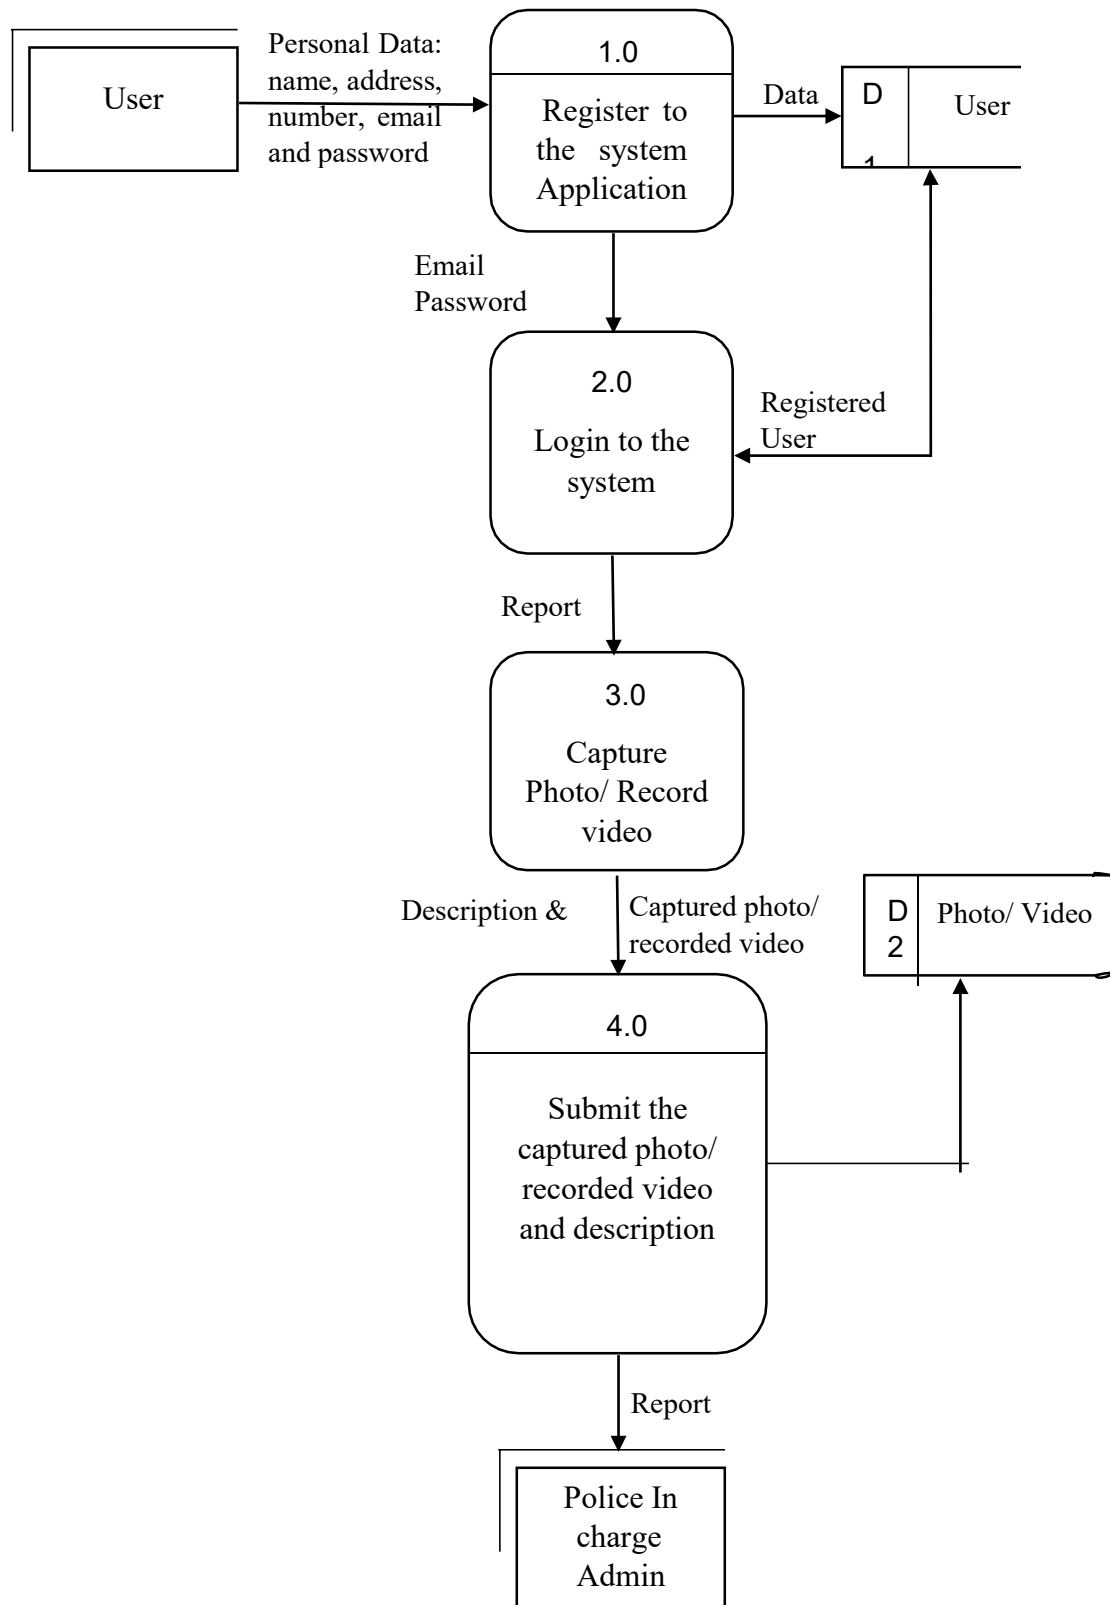 User
Personal Data:
name, address,
number, email
and password
1.0
Register to
the system
Application
Data
D
1
User
Email
Password
2.0
Login to the
system
Registered
User
Report
3.0
Capture
Photo/ Record
video
Description &
Captured photo/
recorded video
D
2
Photo/ Video
4.0
Submit the
captured photo/
recorded video
and description
Report
Police In
charge
Admin